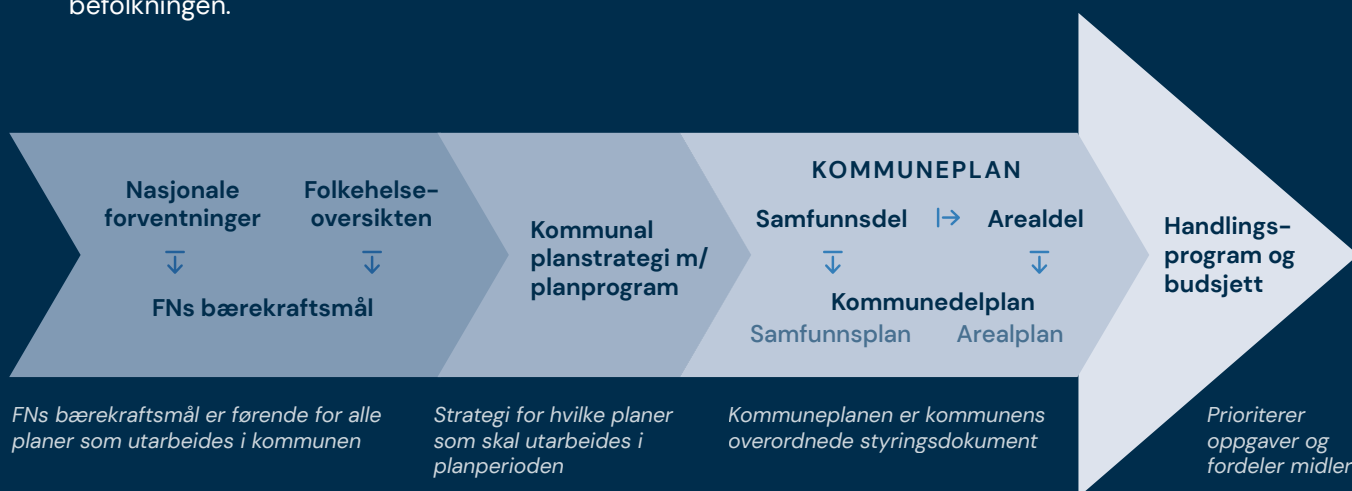 befolkningen.
Nasjonale
forventninger
Folkehelse-
oversikten
FNs bærekraftsmål
Kommunal
planstrategi m/
planprogram
KOMMUNEPLAN
Samfunnsdel
Arealdel
Kommunedelplan
Samfunnsplan
Arealplan
Handlings-
program og
budsjett
FNs bærekraftsmål er førende for alle
planer som utarbeides i kommunen
Strategi for hvilke planer
som skal utarbeides i
planperioden
Kommuneplanen er kommunens
overordnede styringsdokument
Prioriterer
oppgaver og
fordeler midler